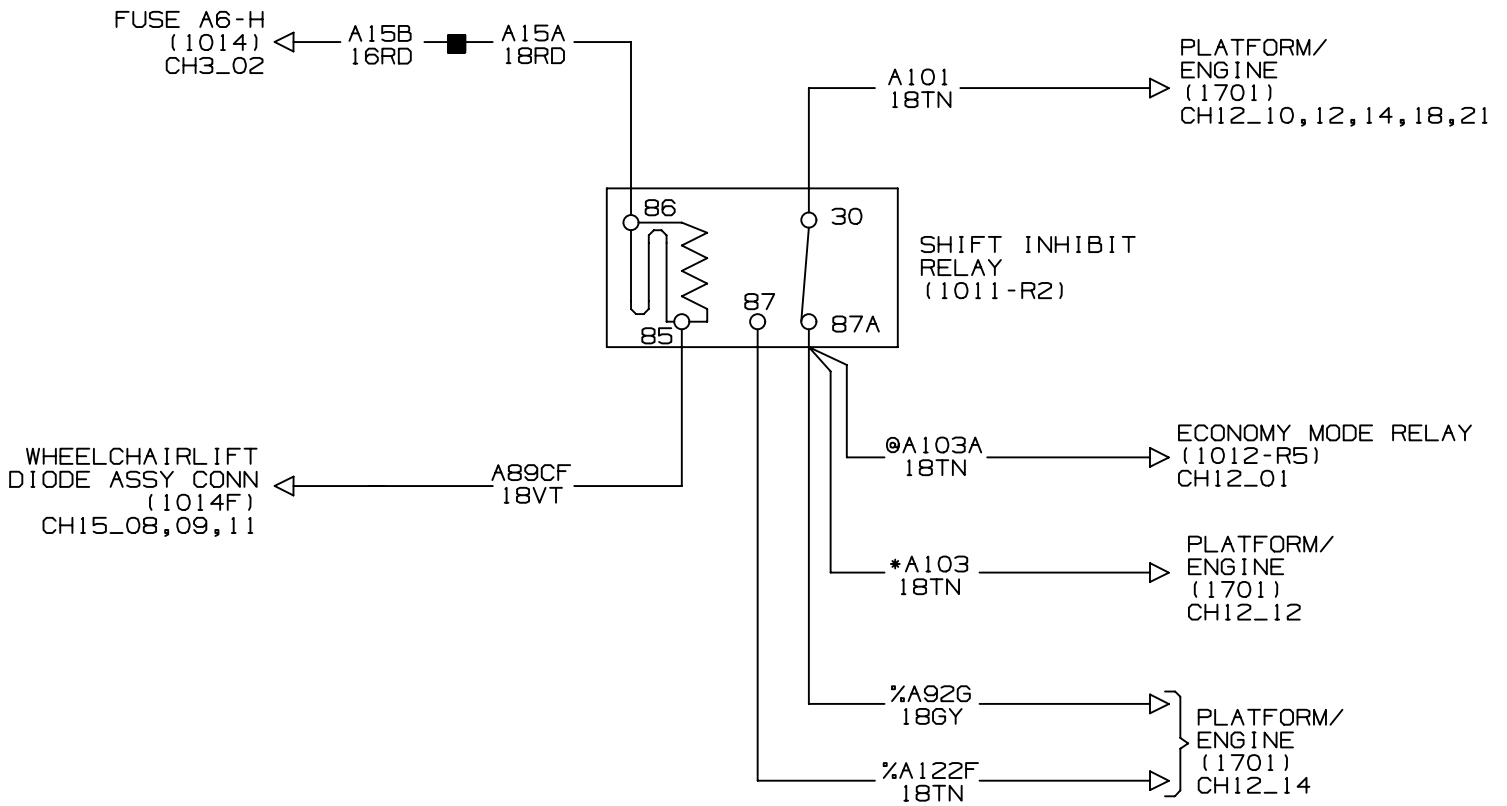 FUSE A6-H
(1014)
CH3_02
A15B
16RD
A15A
18RD
A101
18TN
PLATFORM/
ENGINE
(1701)
CH12_10,12,14,18,21
86
30
87
85
87A
SHIFT INHIBIT
RELAY
(1011-R2)
WHEELCHAIRLIFT
DIODE ASSY CONN
(1014F)
CH15_08,09,11
A89CF
18VT
@A103A
18TN
ECONOMY MODE RELAY
(1012-R5)
CH12_01
*A103
18TN
PLATFORM/
ENGINE
(1701)
CH12_12
%A92G
18GY
%A122F
18TN
PLATFORM/
ENGINE
(1701)
CH12_14